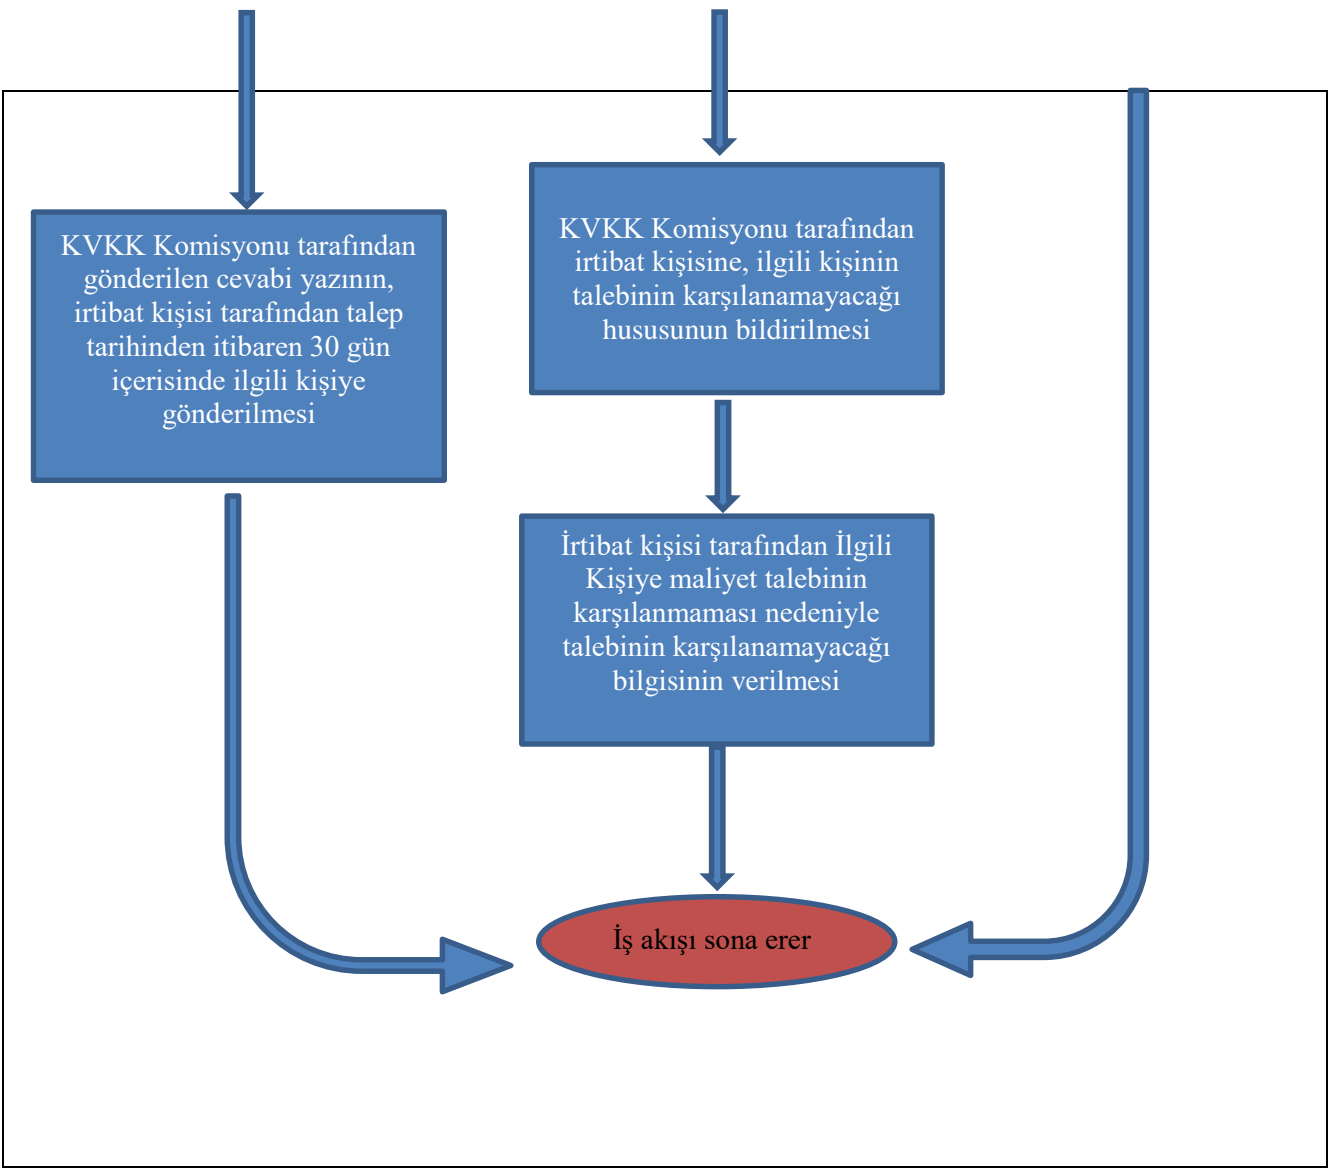 KVKK Komisyonu tarafından
gönderilen cevabi yazının,
irtibat kişisi tarafından talep
tarihinden itibaren 30 gün
içerisinde ilgili kişiye
gönderilmesi
KVKK Komisyonu tarafından
irtibat kişisine, ilgili kişinin
talebinin karşılanamayacağı
hususunun bildirilmesi
İrtibat kişisi tarafından İlgili
Kişiye maliyet talebinin
karşılanmaması nedeniyle
talebinin karşılanamayacağı
bilgisinin verilmesi
İş akışı sona erer